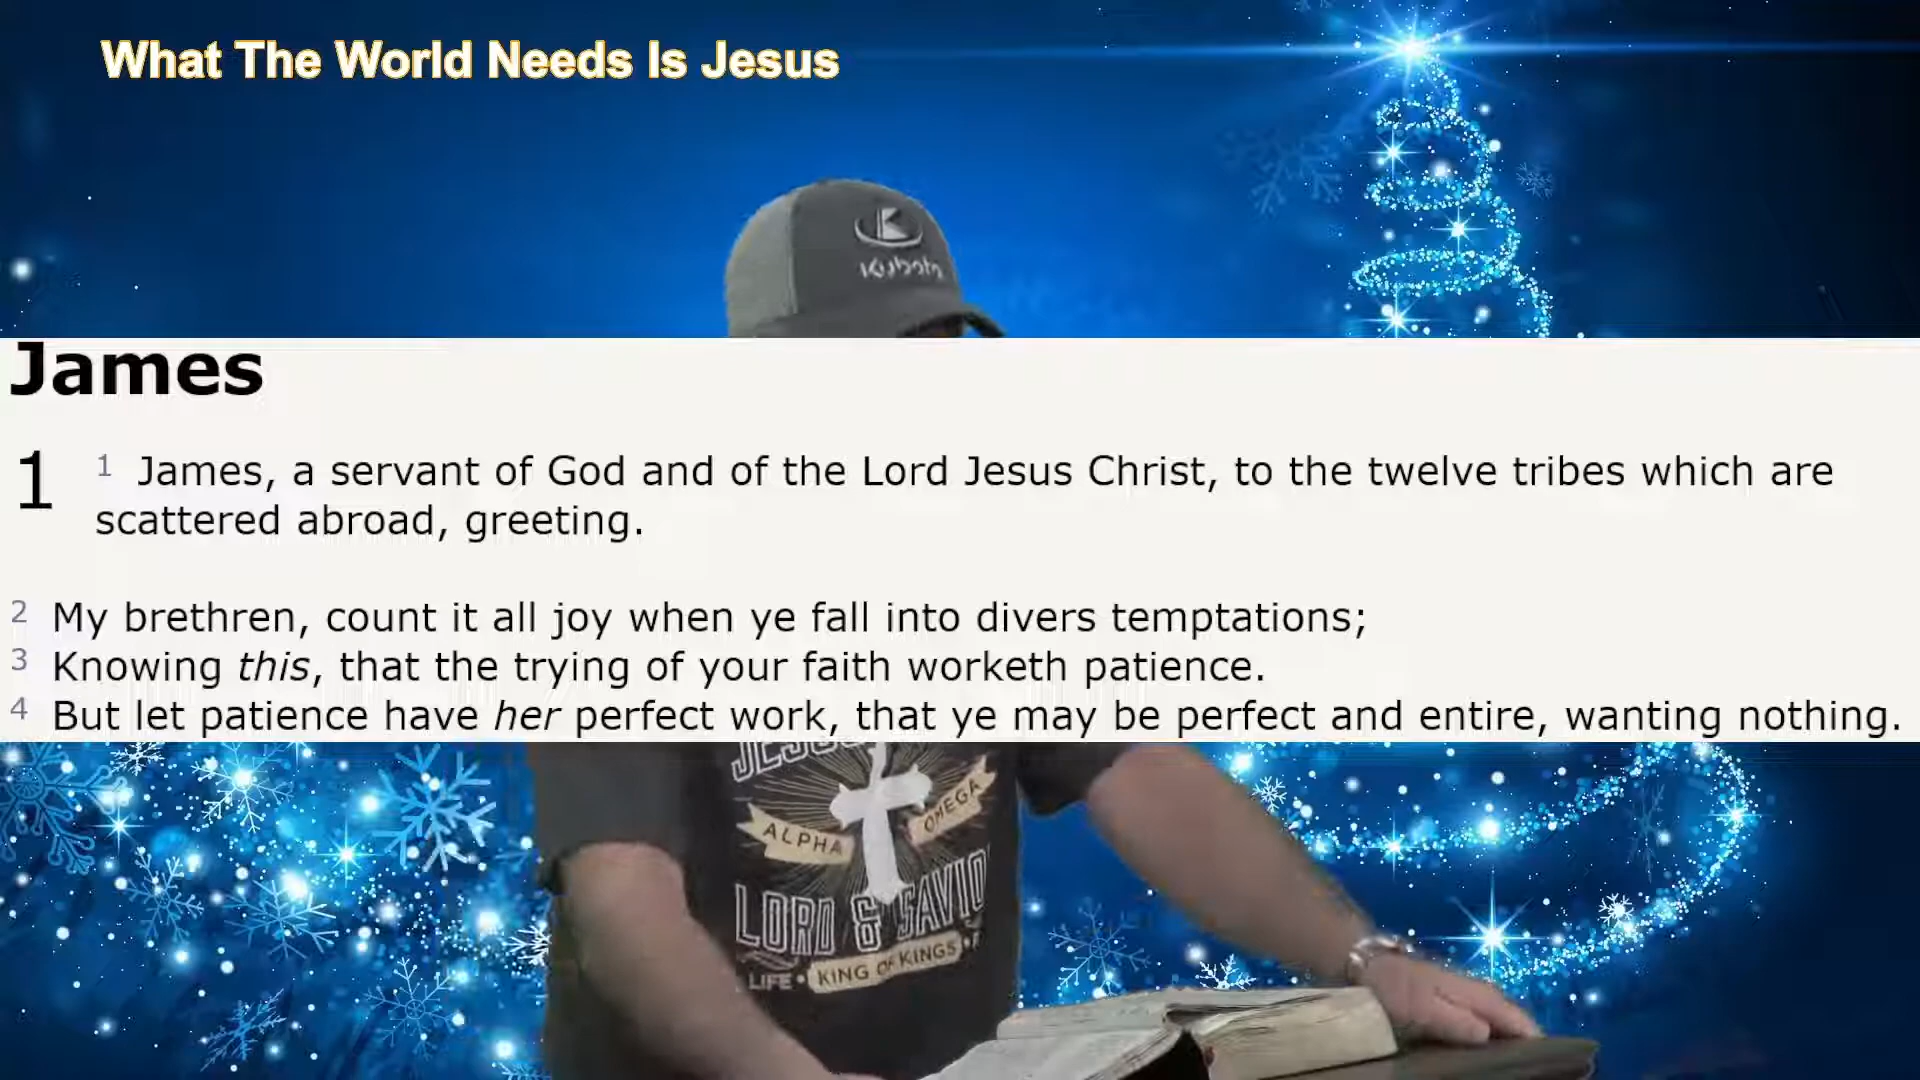 What The World Needs Is Jesus
Kubota
James
1 1 James, a servant of God and of the Lord Jesus Christ, to the twelve tribes which are
scattered abroad, greeting.
2 My brethren, count it all joy when ye fall into divers temptations;
3 Knowing this, that the trying of your faith worketh patience.
4 But let patience have her perfect work, that ye may be perfect and entire, wanting nothing.
ALPHA OMEGA
LORD & SAVIO
LIFE • KING OF KINGS